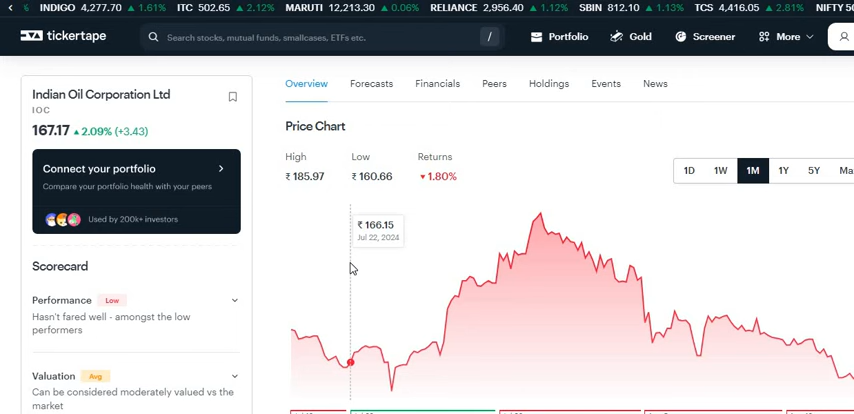 INDIGO 4,277.70 ▲ 1.61% ITC 502.65 ▲ 2.12% MARUTI 12,213.30 ▲ 0.06% RELIANCE 2,956.40 ▲ 1.12% SBIN 812.10 ▲ 1.13% TCS 4,416.05 ▲ 2.81% NIFTY
tickertape Search stocks, mutual funds, smallcases, ETFs etc. / Portfolio Gold Screener More
Indian Oil Corporation Ltd
IOC
167.17 ▲ 2.09% (+3.43)
Connect your portfolio
Compare your portfolio health with your peers
Used by 200k+ investors
Scorecard
Performance Low
Hasn't fared well - amongst the low
performers
Valuation Avg
Can be considered moderately valued vs the
market
Overview Forecasts Financials Peers Holdings Events News
Price Chart
High Low Returns
₹ 185.97 ₹ 160.66 ▼ 1.80%
1D 1W 1M 1Y 5Y
₹ 166.15
Jul 22, 2024